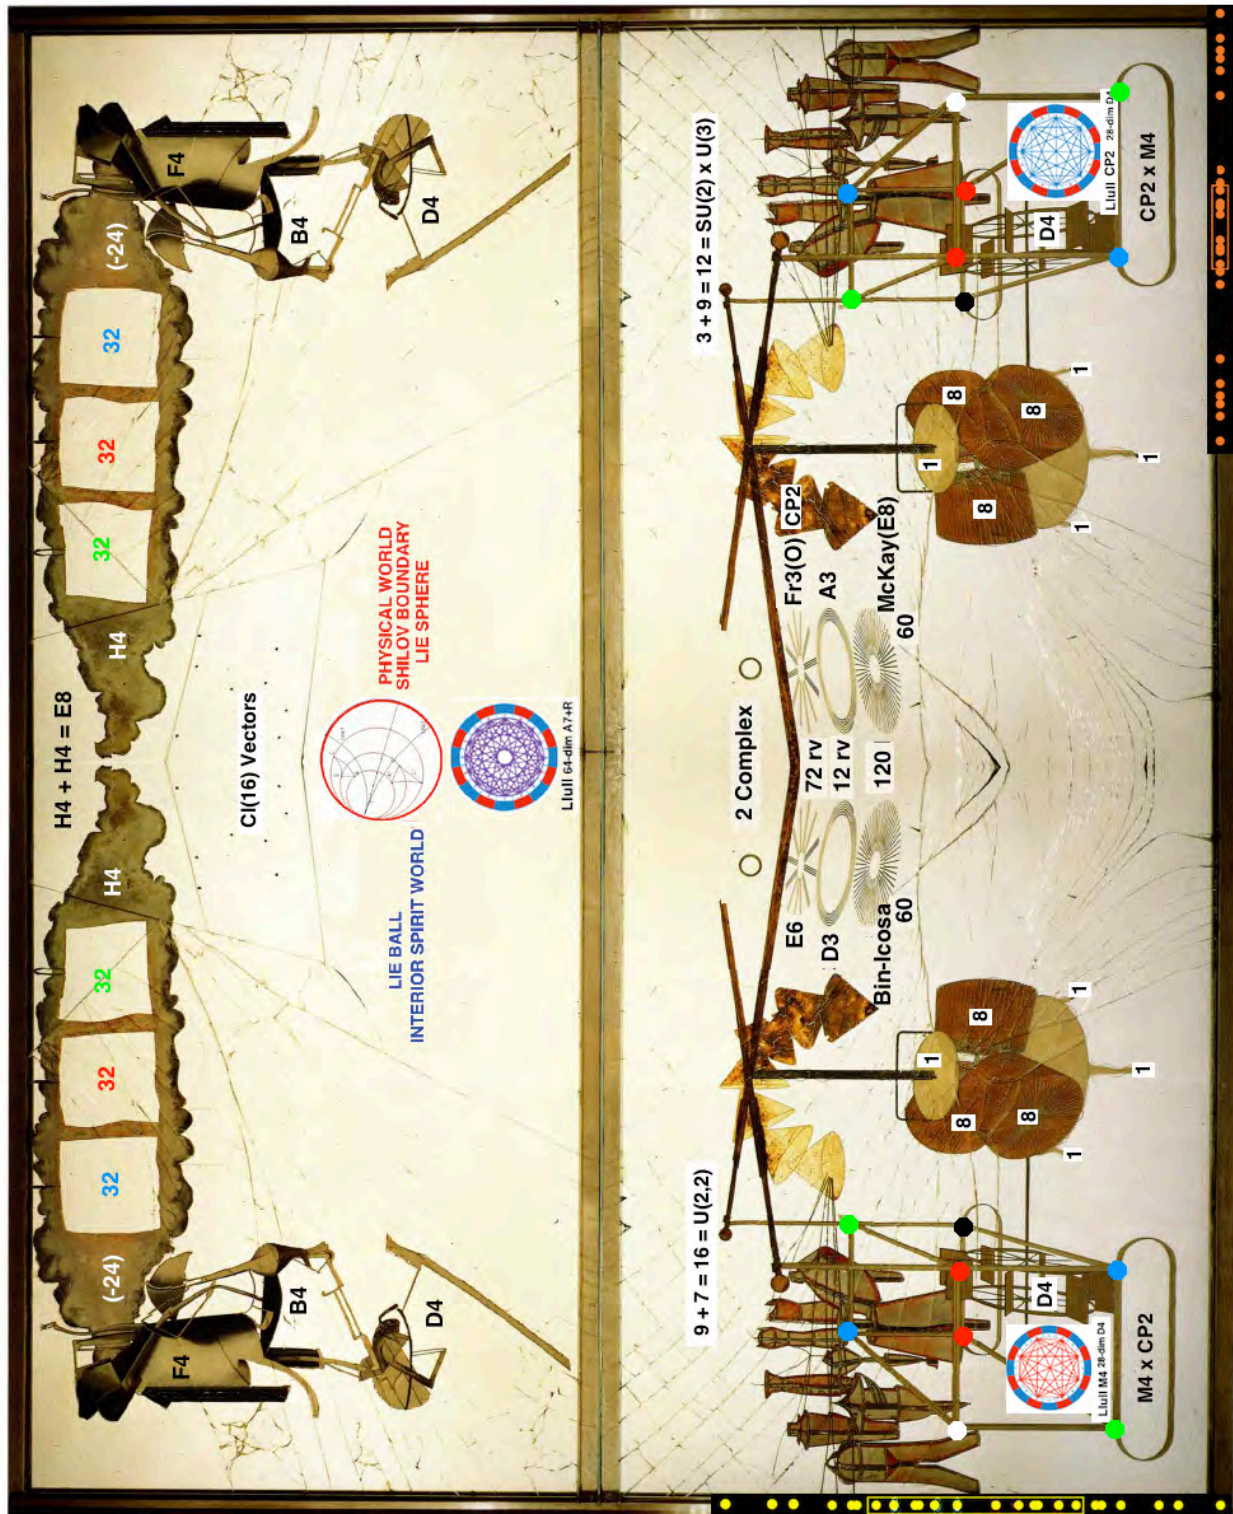 H4 + H4 = E8
(-24)
32
32
32
H4
H4
32
32
32
(-24)
F4
F4
Cl(16) Vectors
B4
B4
D4
D4
LIE BALL
INTERIOR SPIRIT WORLD
PHYSICAL WORLD
SHILOV BOUNDARY
LIE SPHERE
Llull 64-dim A7+R
9 + 7 = 16 = U(2,2)
3 + 9 = 12 = SU(2) x U(3)
2 Complex
CP2
E6
72 rv
Fr3(O)
D3
12 rv
A3
Bin-Icosa
120
McKay(E8)
60
60
1
8
8
8
1
1
1
1
8
8
8
1
1
1
D4
D4
Llull M4 28-dim D4
Llull CP2 28-dim D4
M4 x CP2
CP2 x M4